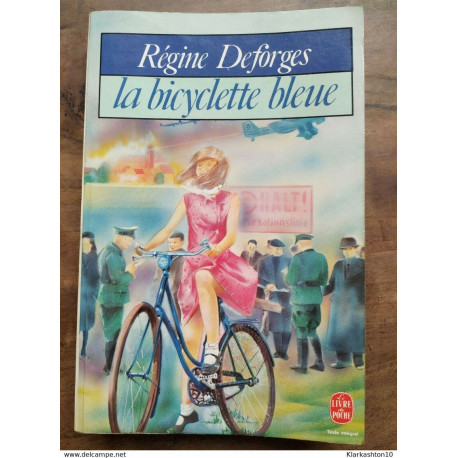 Régine Deforges
la bicyclette bleue
HALT!
LE LIVRE
de
POCHE
Texte intégral
www.delcampe.net
Klarkashton10